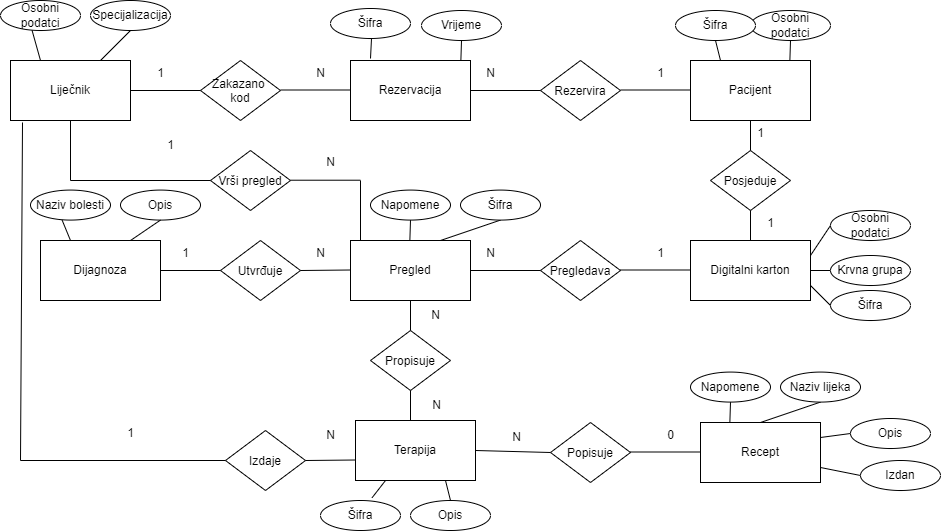 Osobni
podatci
Specijalizacija
Šifra
Vrijeme
Šifra
Osobni
podatci
Liječnik
1
Zakazano
kod
N
Rezervacija
N
Rezervira
1
Pacijent
1
1
Vrši pregled
N
Posjeduje
1
Naziv bolesti
Opis
Napomene
Šifra
Osobni
podatci
Dijagnoza
1
Utvrđuje
N
Pregled
N
Pregledava
1
Digitalni karton
Krvna grupa
Šifra
N
Propisuje
N
Napomene
Naziv lijeka
1
Izdaje
N
Terapija
N
Popisuje
0
Recept
Opis
Izdan
Šifra
Opis